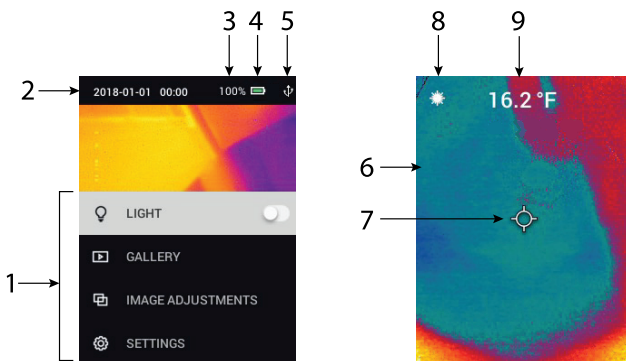 3 4 5 8 9
2 2018-01-01 00:00 100% 16.2 °F
6
7
1 LIGHT
GALLERY
IMAGE ADJUSTMENTS
SETTINGS